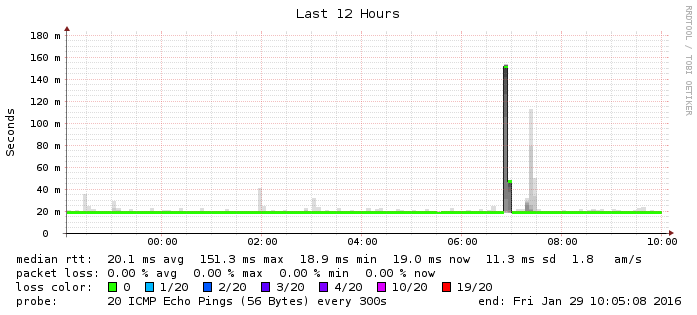 Last 12 Hours
RRDTOOL / TOBI OETIKER
Seconds
180 m
160 m
140 m
120 m
100 m
80 m
60 m
40 m
20 m
0
00:00 02:00 04:00 06:00 08:00 10:00
median rtt: 20.1 ms avg 151.3 ms max 18.9 ms min 19.0 ms now 11.3 ms sd 1.8 am/s
packet loss: 0.00 % avg 0.00 % max 0.00 % min 0.00 % now
loss color: 0 1/20 2/20 3/20 4/20 10/20 19/20
probe: 20 ICMP Echo Pings (56 Bytes) every 300s end: Fri Jan 29 10:05:08 2016